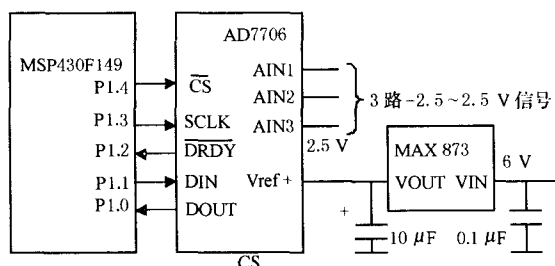 AD7706
MSP430F149
P1.4
P1.3
P1.2
P1.1
P1.0
CS
SCLK
DRDY
DIN
DOUT
AIN1
AIN2
AIN3
Vref +
3 路 -2.5~2.5 V 信号
2.5 V
MAX 873
VOUT VIN
6 V
+
10 μF
0.1 μF
CS